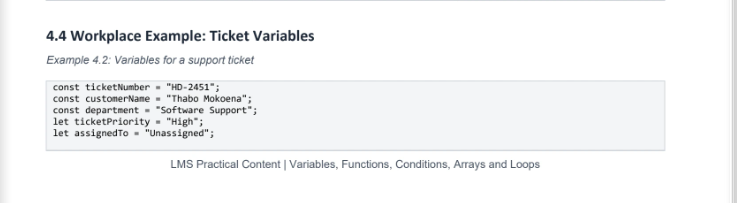 4.4 Workplace Example: Ticket Variables
Example 4.2: Variables for a support ticket
const ticketNumber = "HD-2451";
const customerName = "Thabo Mokoena";
const department = "Software Support";
let ticketPriority = "High";
let assignedTo = "Unassigned";
LMS Practical Content | Variables, Functions, Conditions, Arrays and Loops